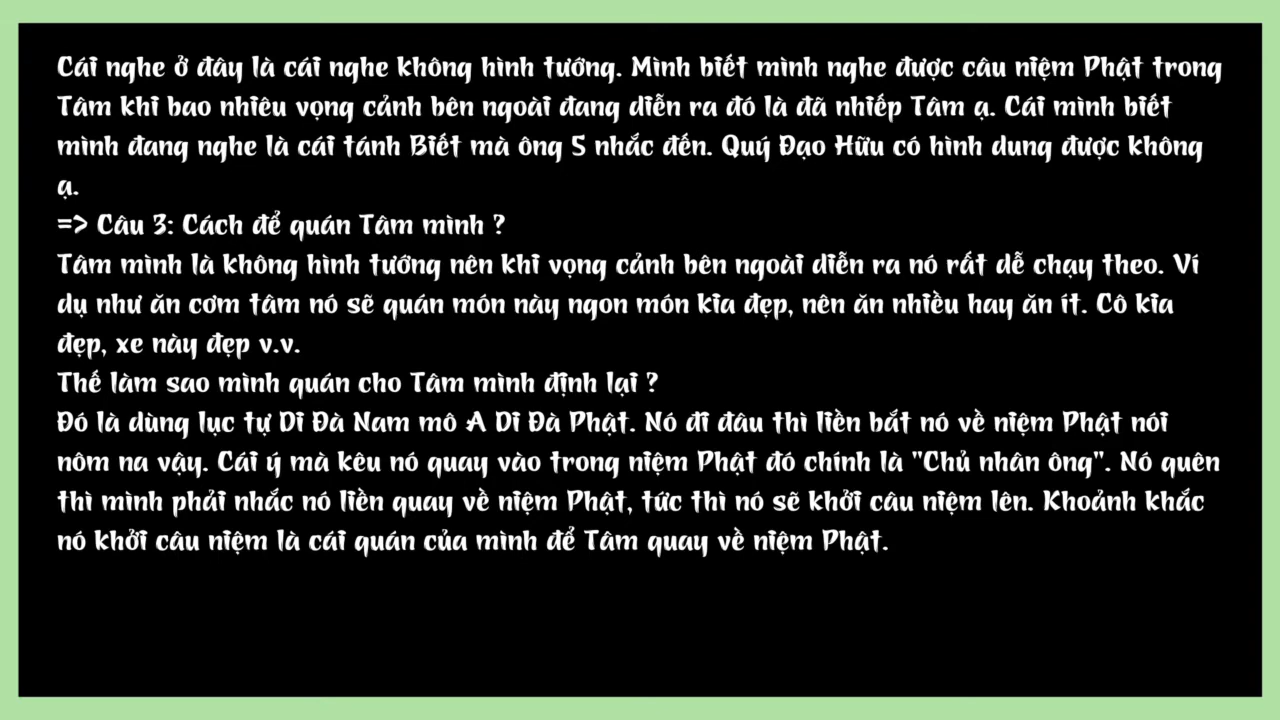 Cái nghe ở đây là cái nghe không hình tướng. Mình biết mình nghe được câu niệm Phật trong
Tâm khi bao nhiêu vọng cảnh bên ngoài đang diễn ra đó là đã nhiếp Tâm ạ. Cái mình biết
mình đang nghe là cái tánh Biết mà ông 5 nhắc đến. Quý Đạo Hữu có hình dung được không
ạ.
=> Câu 3: Cách để quán Tâm mình ?
Tâm mình là không hình tướng nên khi vọng cảnh bên ngoài diễn ra nó rất dễ chạy theo. Ví
dụ như ăn cơm tâm nó sẽ quán món này ngon món kia đẹp, nên ăn nhiều hay ăn ít. Cô kia
đẹp, xe này đẹp v.v.
Thế làm sao mình quán cho Tâm mình định lại ?
Đó là dùng lục tự Di Đà Nam mô A Di Đà Phật. Nó đi đâu thì liền bắt nó về niệm Phật nói
nôm na vậy. Cái ý mà kêu nó quay vào trong niệm Phật đó chính là "Chủ nhân ông". Nó quên
thì mình phải nhắc nó liền quay về niệm Phật, tức thì nó sẽ khởi câu niệm lên. Khoảnh khắc
nó khởi câu niệm là cái quán của mình để Tâm quay về niệm Phật.